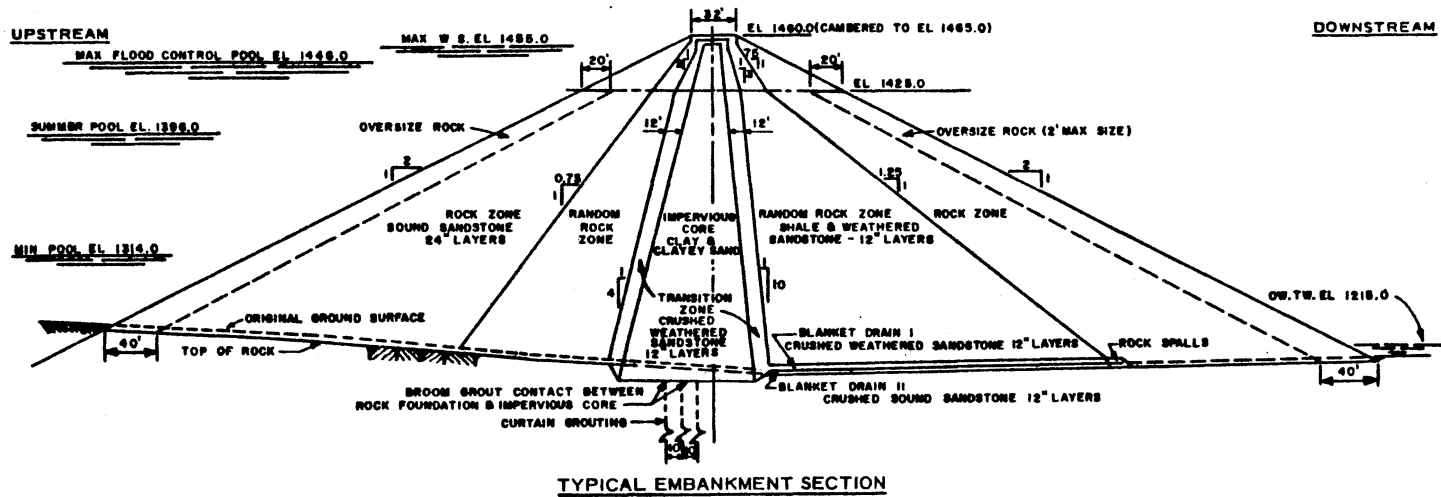 32'
UPSTREAM
MAX W S. EL 1455.0
EL 1460.0 (CAMBERED TO EL 1465.0)
DOWNSTREAM
MAX FLOOD CONTROL POOL EL 1446.0
20'
.75
1
20'
EL 1425.0
SUMMER POOL EL. 1396.0
OVERSIZE ROCK
12'
12'
OVERSIZE ROCK (2' MAX SIZE)
2
1
0.75
1
1.25
1
2
1
ROCK ZONE
SOUND SANDSTONE
24" LAYERS
RANDOM
ROCK
ZONE
IMPERVIOUS
CORE
CLAY &
CLAYEY SAND
RANDOM ROCK ZONE
SHALE & WEATHERED
SANDSTONE - 12" LAYERS
ROCK ZONE
MIN POOL EL 1314.0
1
4
1
10
TRANSITION
ZONE
CRUSHED
WEATHERED
SANDSTONE
12" LAYERS
OW.TW. EL 1215.0
ORIGINAL GROUND SURFACE
TOP OF ROCK
BLANKET DRAIN I
CRUSHED WEATHERED SANDSTONE 12" LAYERS
ROCK SPALLS
40'
BROOM GROUT CONTACT BETWEEN
ROCK FOUNDATION & IMPERVIOUS CORE
BLANKET DRAIN II
CRUSHED SOUND SANDSTONE 12" LAYERS
40'
CURTAIN GROUTING
10'
TYPICAL EMBANKMENT SECTION